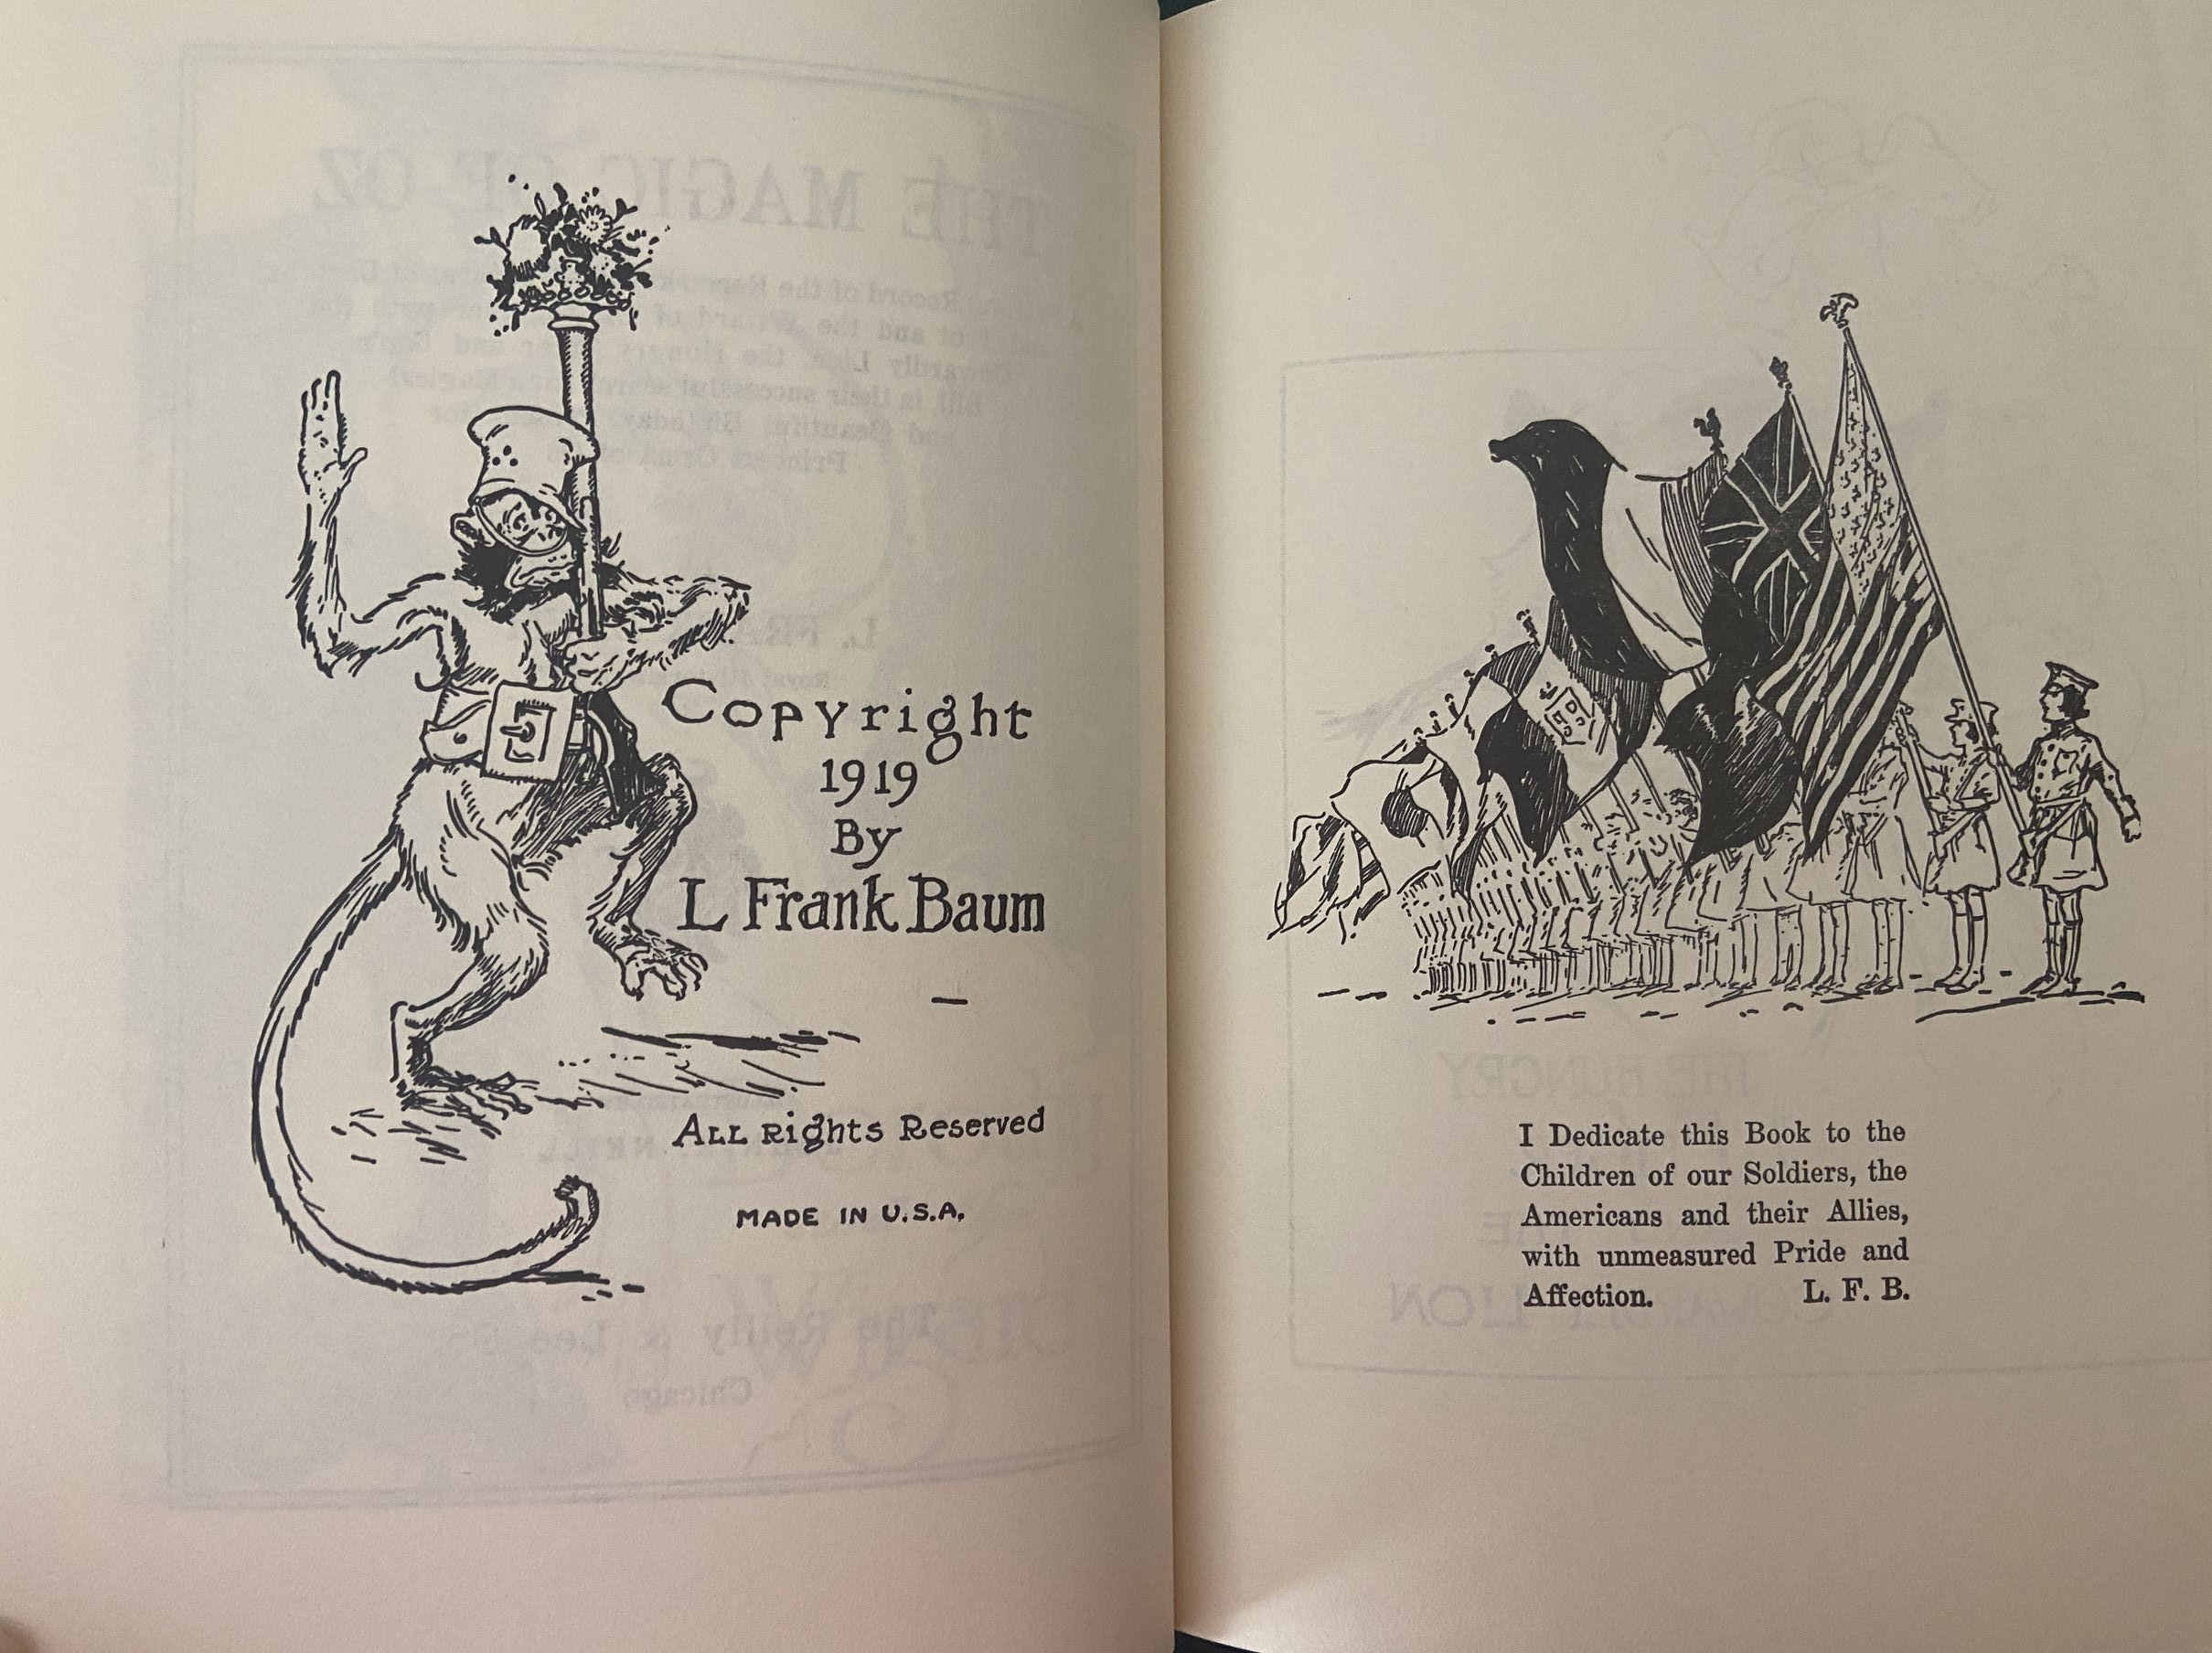 Copyright
1919
By
L Frank Baum
All Rights Reserved
MADE IN U.S.A.
I Dedicate this Book to the
Children of our Soldiers, the
Americans and their Allies,
with unmeasured Pride and
Affection. L. F. B.